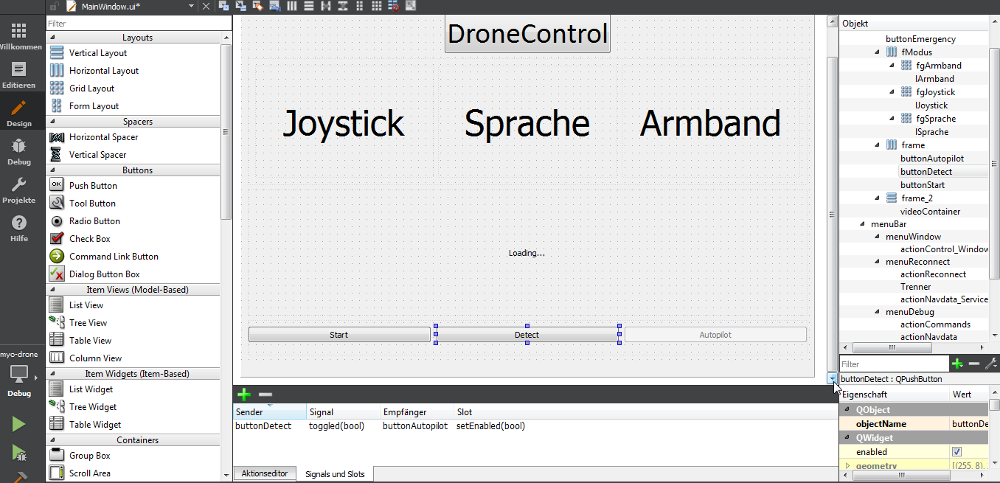 MainWindow.ui*
Willkommen
Editieren
Design
Debug
Projekte
Hilfe
myo-drone
Debug
Filter
Layouts
Vertical Layout
Horizontal Layout
Grid Layout
Form Layout
Spacers
Horizontal Spacer
Vertical Spacer
Buttons
OK
Push Button
Tool Button
Radio Button
Check Box
Command Link Button
Dialog Button Box
Item Views (Model-Based)
List View
Tree View
Table View
Column View
Item Widgets (Item-Based)
List Widget
Tree Widget
Table Widget
Containers
Group Box
Scroll Area
DroneControl
Joystick Sprache Armband
Loading...
Start Detect Autopilot
Sender Signal Empfänger Slot
buttonDetect toggled(bool) buttonAutopilot setEnabled(bool)
Aktionseditor Signals und Slots
Objekt
buttonEmergency
fModus
fgArmband
lArmband
fgJoystick
lJoystick
fgSprache
lSprache
frame
buttonAutopilot
buttonDetect
buttonStart
frame_2
videoContainer
menuBar
menuWindow
actionControl_Window
menuReconnect
actionReconnect
Trenner
actionNavdata_Service
menuDebug
actionCommands
actionNavdata
Filter
buttonDetect : QPushButton
Eigenschaft Wert
QObject
objectName buttonDe
QWidget
enabled
geometry [(255, 8),